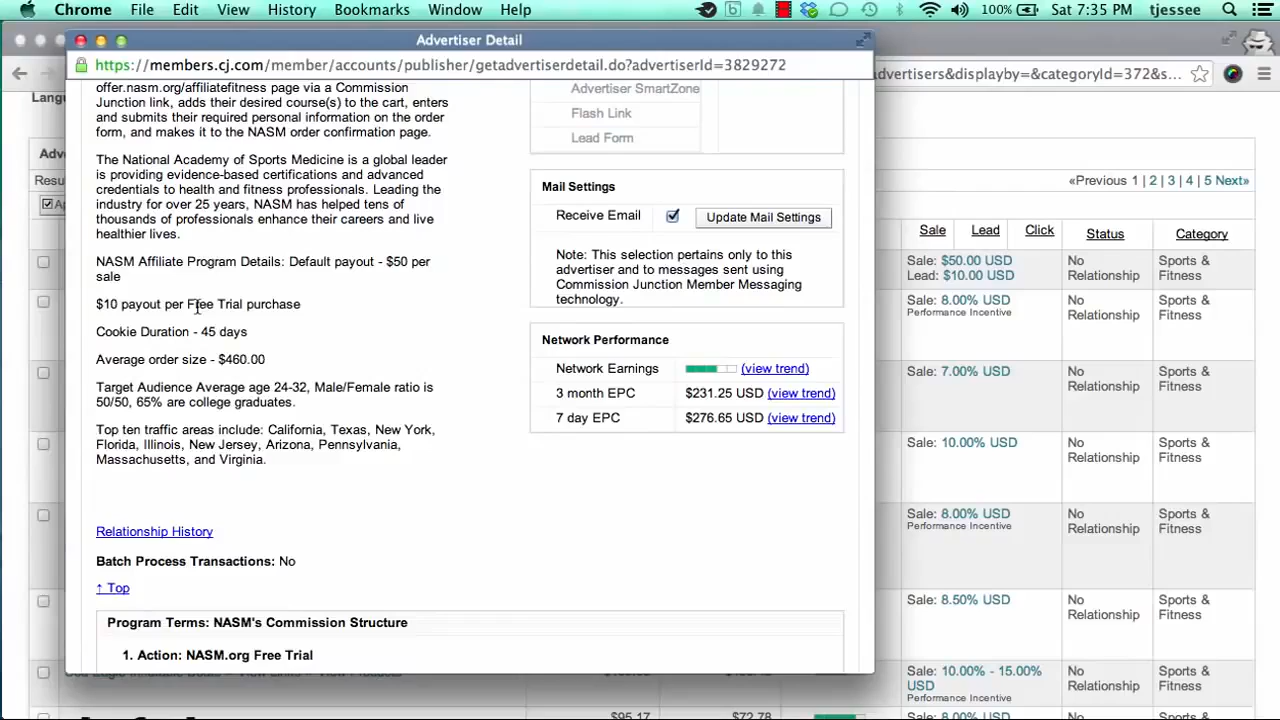 Chrome File Edit View History Bookmarks Window Help 100% Sat 7:35 PM tjessee
Advertiser Detail
https://members.cj.com/member/accounts/publisher/getadvertiserdetail.do?advertiserId=3829272
advertisers&displayby=&categoryId=372&s...
Langu
offer.nasm.org/affiliatefitness page via a Commission
Junction link, adds their desired course(s) to the cart, enters
and submits their required personal information on the order
form, and makes it to the NASM order confirmation page.
The National Academy of Sports Medicine is a global leader
is providing evidence-based certifications and advanced
credentials to health and fitness professionals. Leading the
industry for over 25 years, NASM has helped tens of
thousands of professionals enhance their careers and live
healthier lives.
NASM Affiliate Program Details: Default payout - $50 per
sale
$10 payout per Free Trial purchase
Cookie Duration - 45 days
Average order size - $460.00
Target Audience Average age 24-32, Male/Female ratio is
50/50, 65% are college graduates.
Top ten traffic areas include: California, Texas, New York,
Florida, Illinois, New Jersey, Arizona, Pennsylvania,
Massachusetts, and Virginia.
Relationship History
Batch Process Transactions: No
↑ Top
Program Terms: NASM's Commission Structure
1. Action: NASM.org Free Trial
Advertiser SmartZone
Flash Link
Lead Form
Mail Settings
Receive Email Update Mail Settings
Note: This selection pertains only to this
advertiser and to messages sent using
Commission Junction Member Messaging
technology.
Network Performance
Network Earnings (view trend)
3 month EPC $231.25 USD (view trend)
7 day EPC $276.65 USD (view trend)
Adv
Resu
Ap
«Previous 1 | 2 | 3 | 4 | 5 Next»
Sale Lead Click Status Category
Sale: $50.00 USD No Sports &
Lead: $10.00 USD Relationship Fitness
Sale: 8.00% USD No Sports &
Performance Incentive Relationship Fitness
Sale: 7.00% USD No Sports &
Relationship Fitness
Sale: 10.00% USD No Sports &
Relationship Fitness
Sale: 8.00% USD No Sports &
Performance Incentive Relationship Fitness
Sale: 8.50% USD No Sports &
Relationship Fitness
Sale: 10.00% - 15.00% No Sports &
USD Relationship Fitness
Performance Incentive
$95.17 $72.78 Sale: 8.00% USD No Sports &